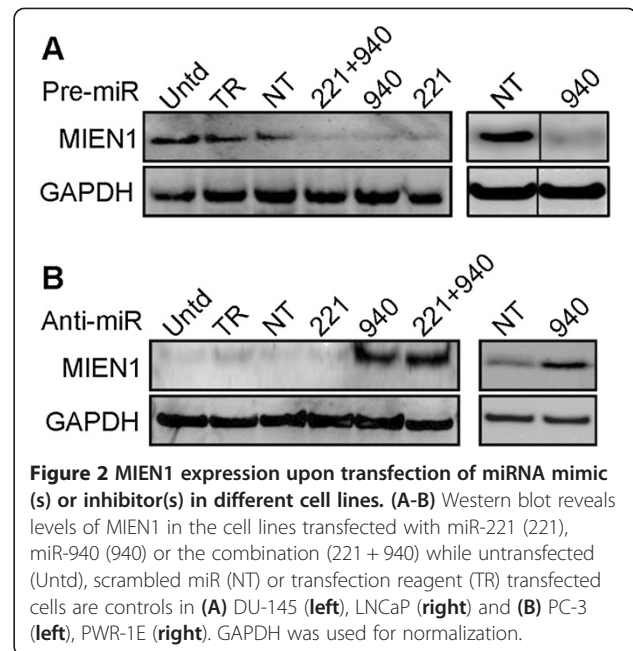 A
Pre-miR Untd TR NT 221+940 940 221 NT 940
MIEN1
GAPDH
B
Anti-miR Untd TR NT 221 940 221+940 NT 940
MIEN1
GAPDH
Figure 2 MIEN1 expression upon transfection of miRNA mimic
(s) or inhibitor(s) in different cell lines. (A-B) Western blot reveals
levels of MIEN1 in the cell lines transfected with miR-221 (221),
miR-940 (940) or the combination (221 + 940) while untransfected
(Untd), scrambled miR (NT) or transfection reagent (TR) transfected
cells are controls in (A) DU-145 (left), LNCaP (right) and (B) PC-3
(left), PWR-1E (right). GAPDH was used for normalization.